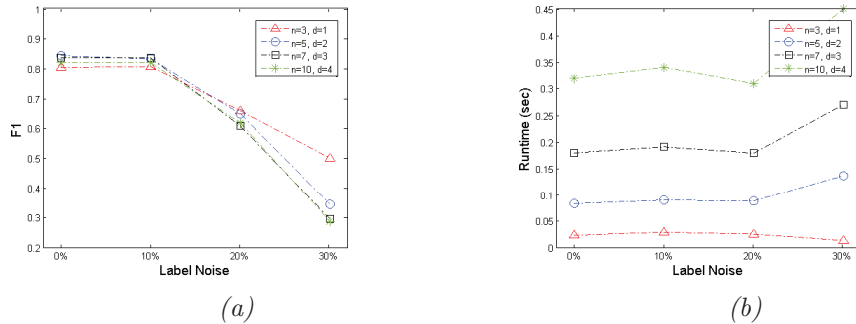 0.9
0.8
0.7
0.6
0.5
0.4
0.3
0.2
F1
0% 10% 20% 30%
Label Noise
n=3, d=1
n=5, d=2
n=7, d=3
n=10, d=4
(a)
0.45
0.4
0.35
0.3
0.25
0.2
0.15
0.1
0.05
0
Runtime (sec)
0% 10% 20% 30%
Label Noise
n=3, d=1
n=5, d=2
n=7, d=3
n=10, d=4
(b)